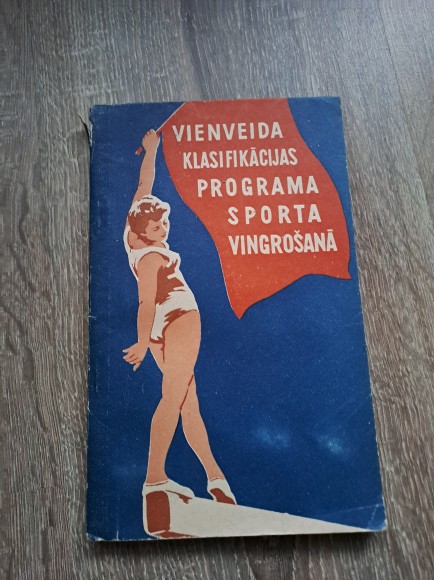 VIENVEIDA
KLASIFIKĀCIJAS
PROGRAMA
SPORTA
VINGROŠANĀ